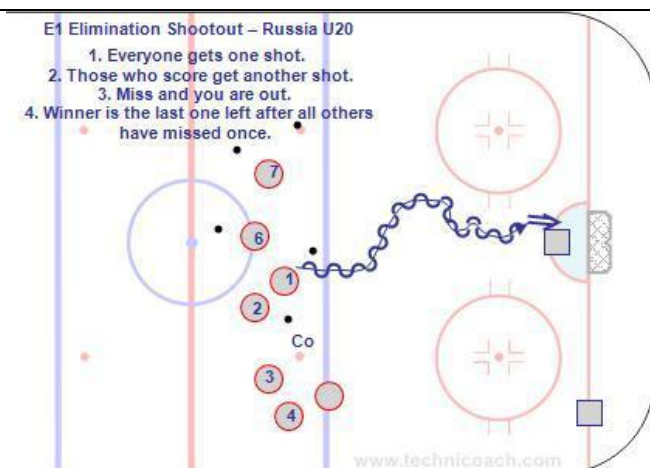 E1 Elimination Shootout – Russia U20
1. Everyone gets one shot.
2. Those who score get another shot.
3. Miss and you are out.
4. Winner is the last one left after all others
have missed once.
7
6
1
2
Co
3
4
www.technicoach.com